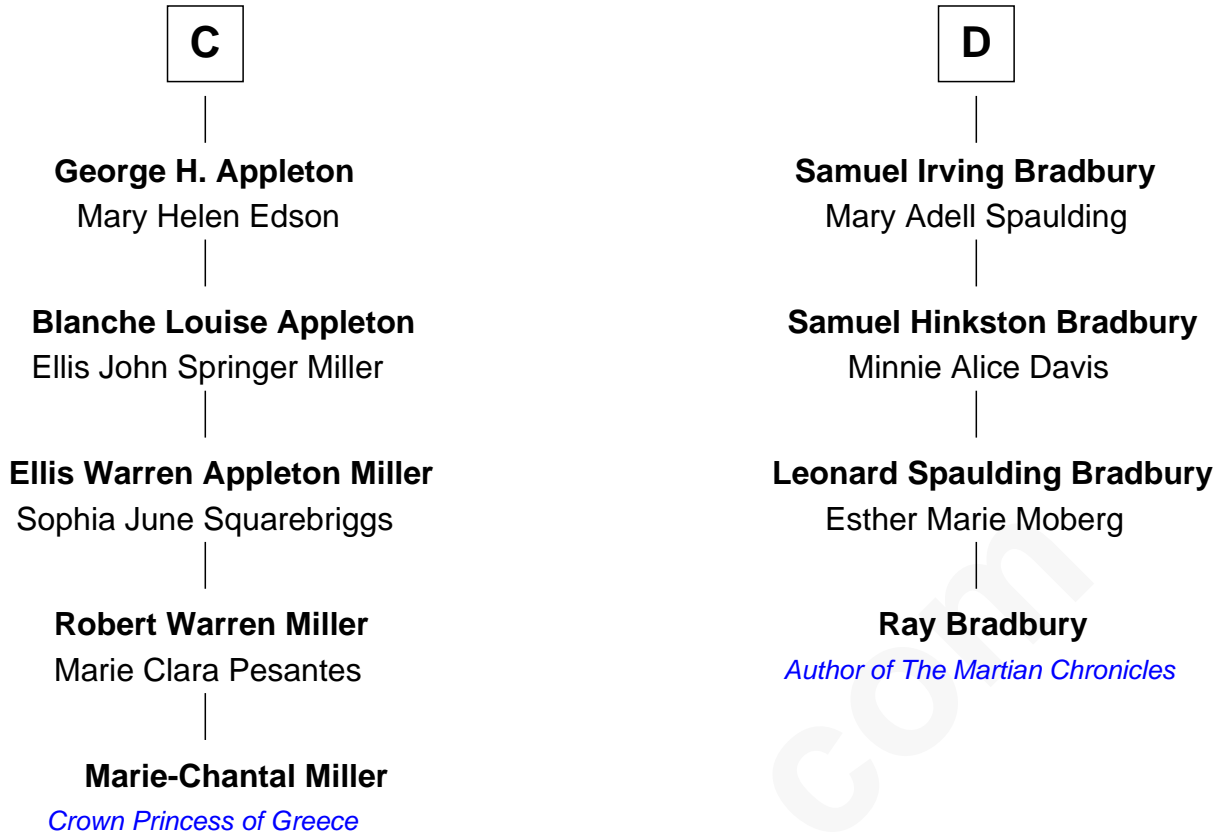 C
George H. Appleton
Mary Helen Edson
Blanche Louise Appleton
Ellis John Springer Miller
Ellis Warren Appleton Miller
Sophia June Squarebriggs
Robert Warren Miller
Marie Clara Pesantes
Marie-Chantal Miller
Crown Princess of Greece
D
Samuel Irving Bradbury
Mary Adell Spaulding
Samuel Hinkston Bradbury
Minnie Alice Davis
Leonard Spaulding Bradbury
Esther Marie Moberg
Ray Bradbury
Author of The Martian Chronicles
com